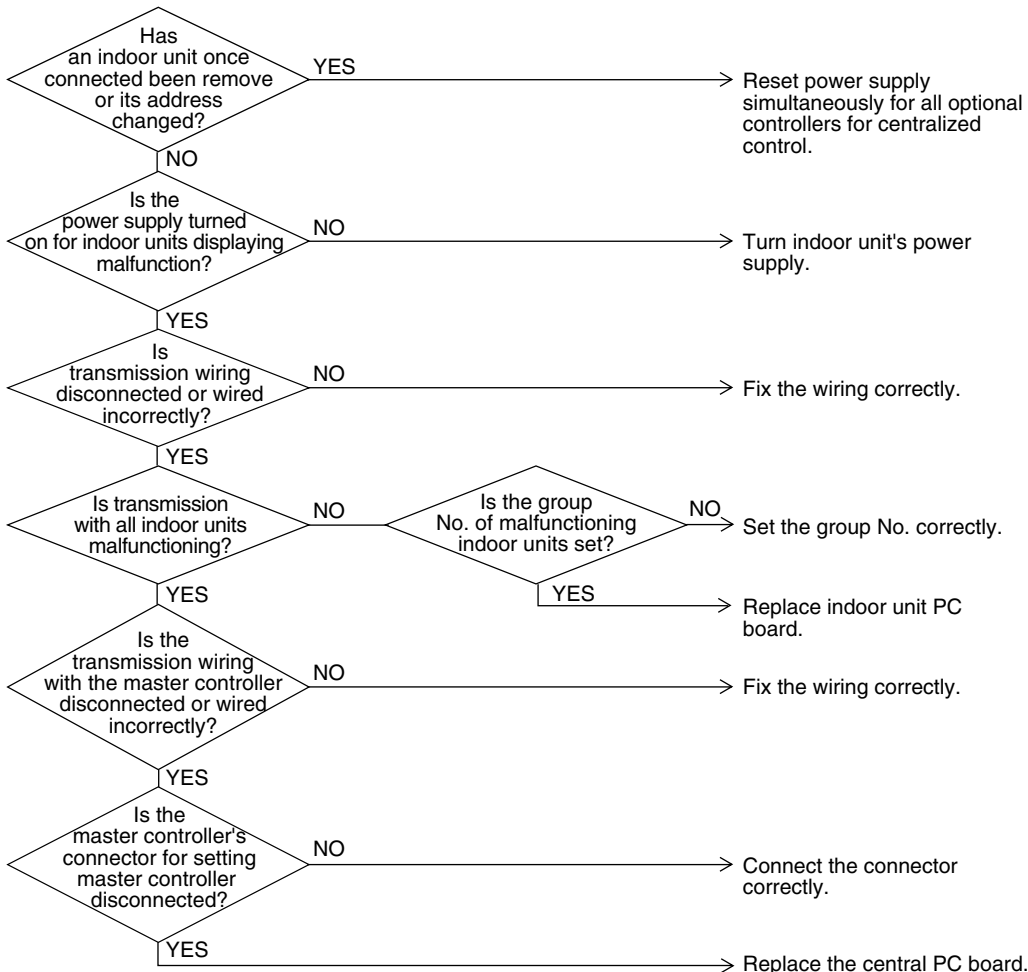 Has
an indoor unit once
connected been remove
or its address
changed?
YES
Reset power supply
simultaneously for all optional
controllers for centralized
control.
NO
Is the
power supply turned
on for indoor units displaying
malfunction?
NO
Turn indoor unit's power
supply.
YES
Is
transmission wiring
disconnected or wired
incorrectly?
NO
Fix the wiring correctly.
YES
Is transmission
with all indoor units
malfunctioning?
NO
Is the group
No. of malfunctioning
indoor units set?
NO
Set the group No. correctly.
YES
Replace indoor unit PC
board.
YES
Is the
transmission wiring
with the master controller
disconnected or wired
incorrectly?
NO
Fix the wiring correctly.
YES
Is the
master controller's
connector for setting
master controller
disconnected?
NO
Connect the connector
correctly.
YES
Replace the central PC board.